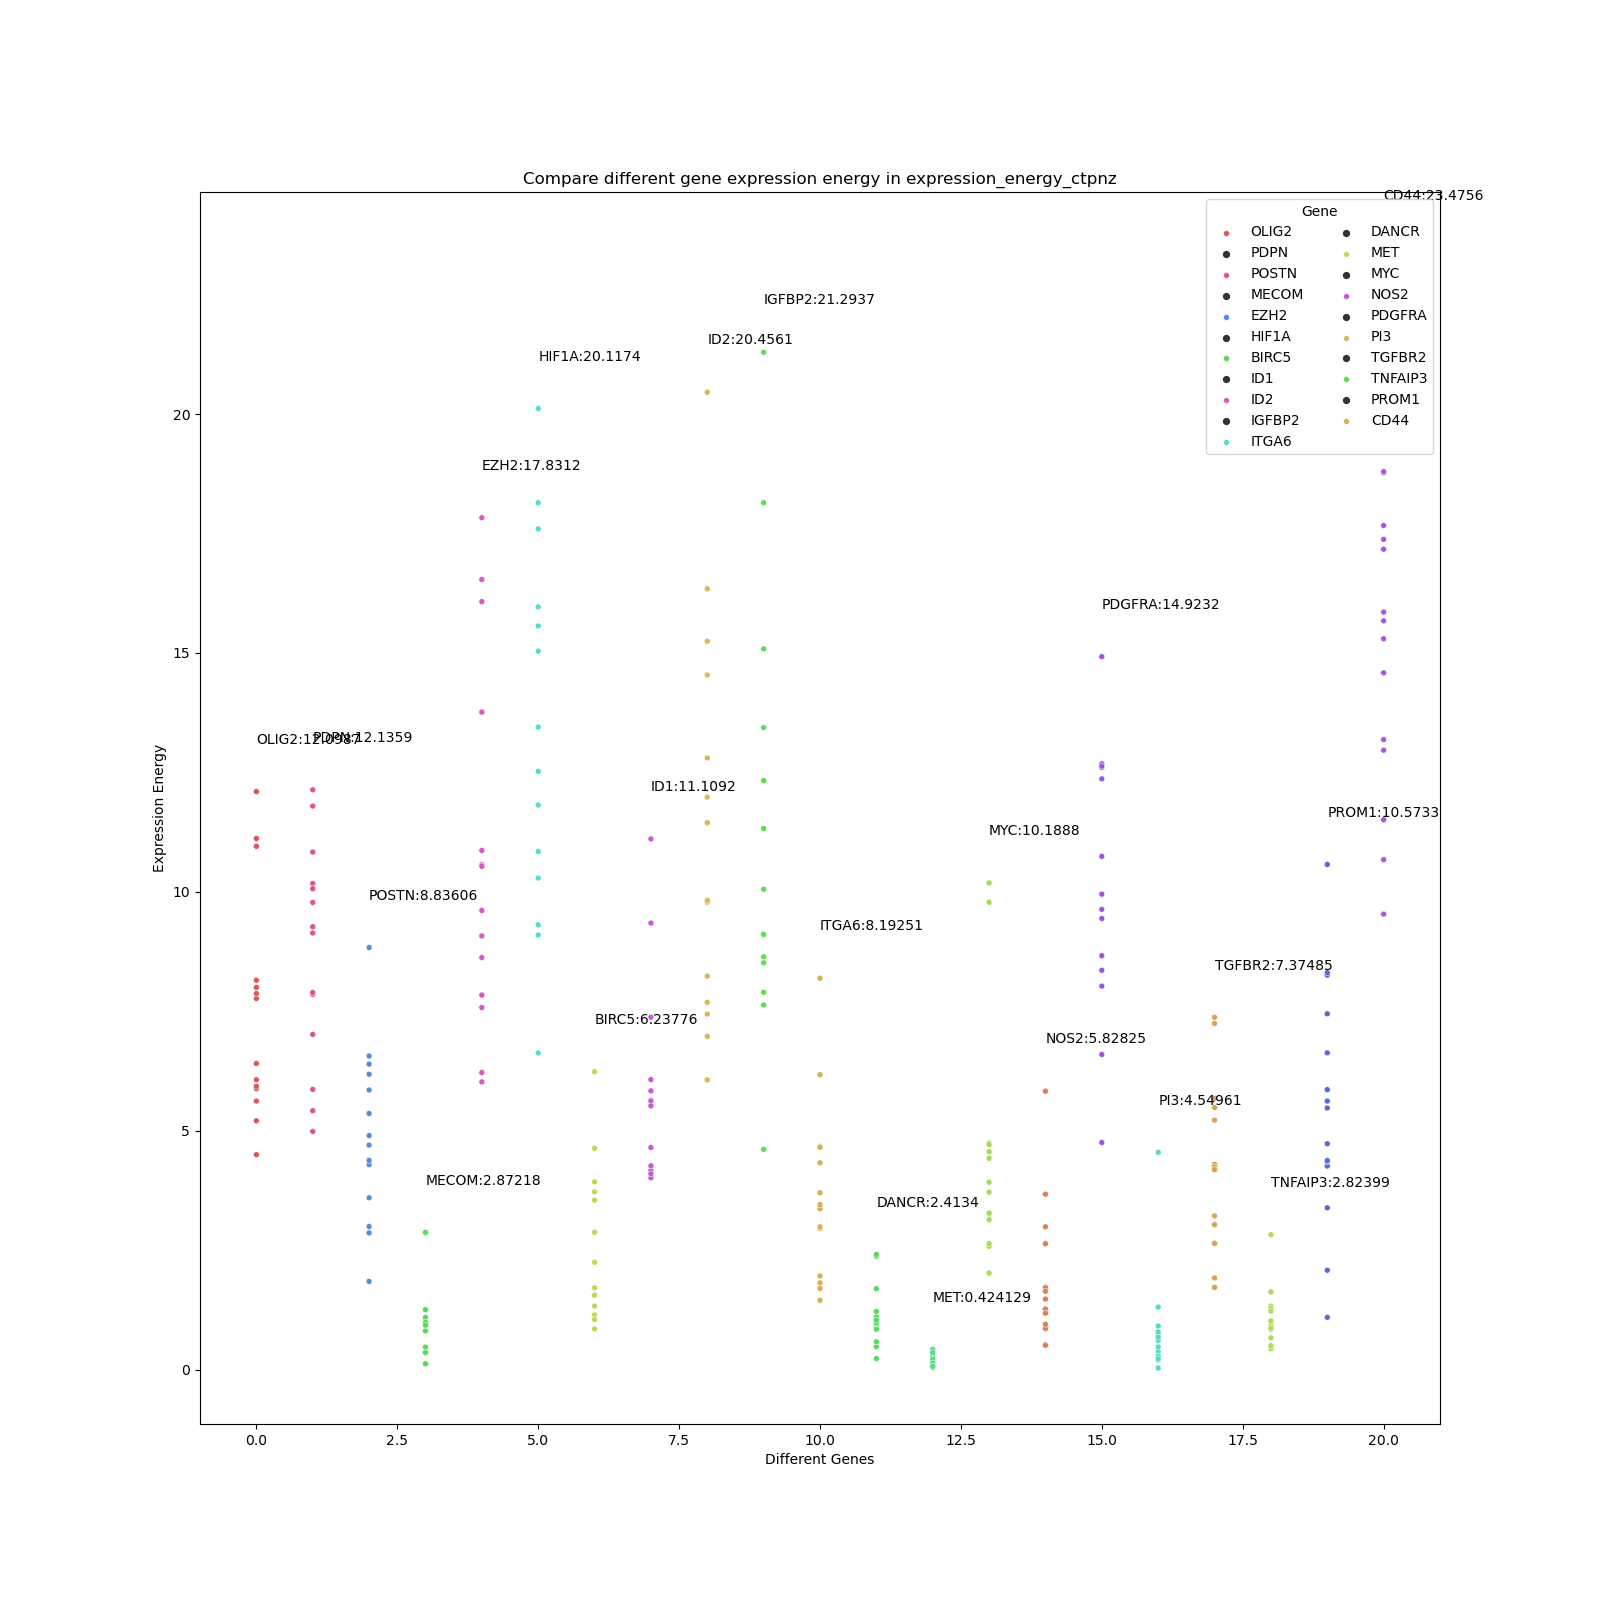 Compare different gene expression energy in expression_energy_ctpnz
CD44:23.4756
Gene
OLIG2
PDPN
POSTN
MECOM
EZH2
HIF1A
BIRC5
ID1
ID2
IGFBP2
ITGA6
DANCR
MET
MYC
NOS2
PDGFRA
PI3
TGFBR2
TNFAIP3
PROM1
CD44
IGFBP2:21.2937
ID2:20.4561
HIF1A:20.1174
EZH2:17.8312
PDGFRA:14.9232
OLIG2:12.0987
PDPN:12.1359
ID1:11.1092
PROM1:10.5733
MYC:10.1888
POSTN:8.83606
ITGA6:8.19251
TGFBR2:7.37485
BIRC5:6.23776
NOS2:5.82825
PI3:4.54961
MECOM:2.87218
TNFAIP3:2.82399
DANCR:2.4134
MET:0.424129
Expression Energy
20
15
10
5
0
0.0 2.5 5.0 7.5 10.0 12.5 15.0 17.5 20.0
Different Genes